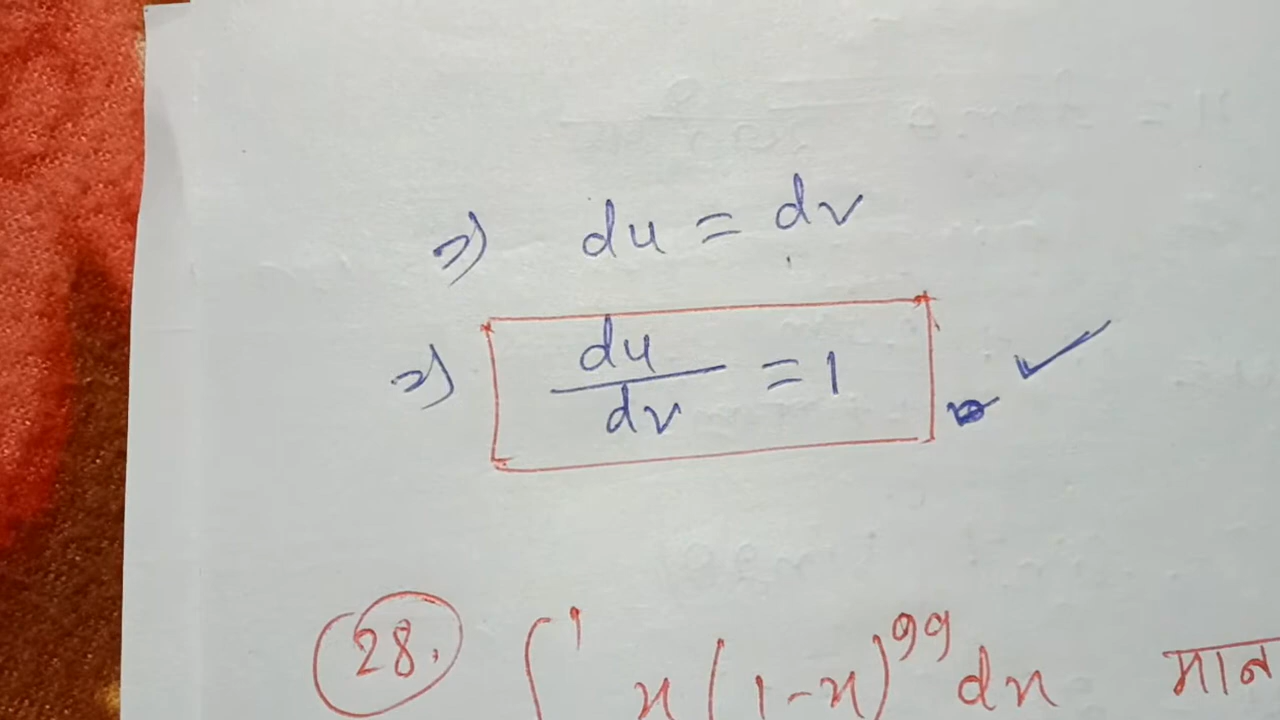 ⇒ du = dv
⇒ du/dv = 1 ✓
28. ∫¹ x(1-x)⁹⁹ dx मान